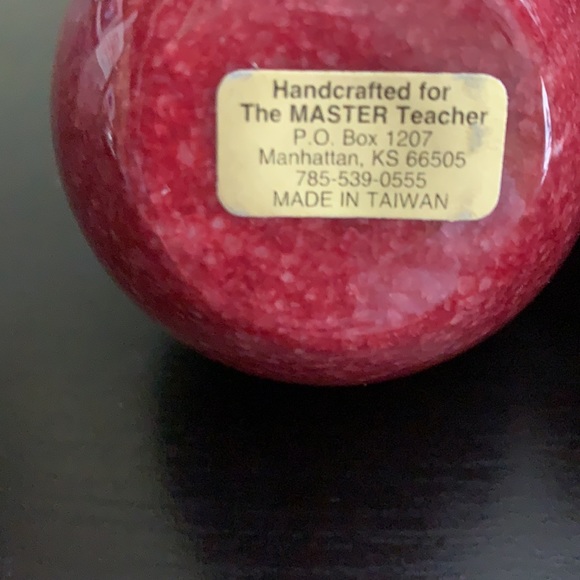 Handcrafted for
The MASTER Teacher
P.O. Box 1207
Manhattan, KS 66505
785-539-0555
MADE IN TAIWAN